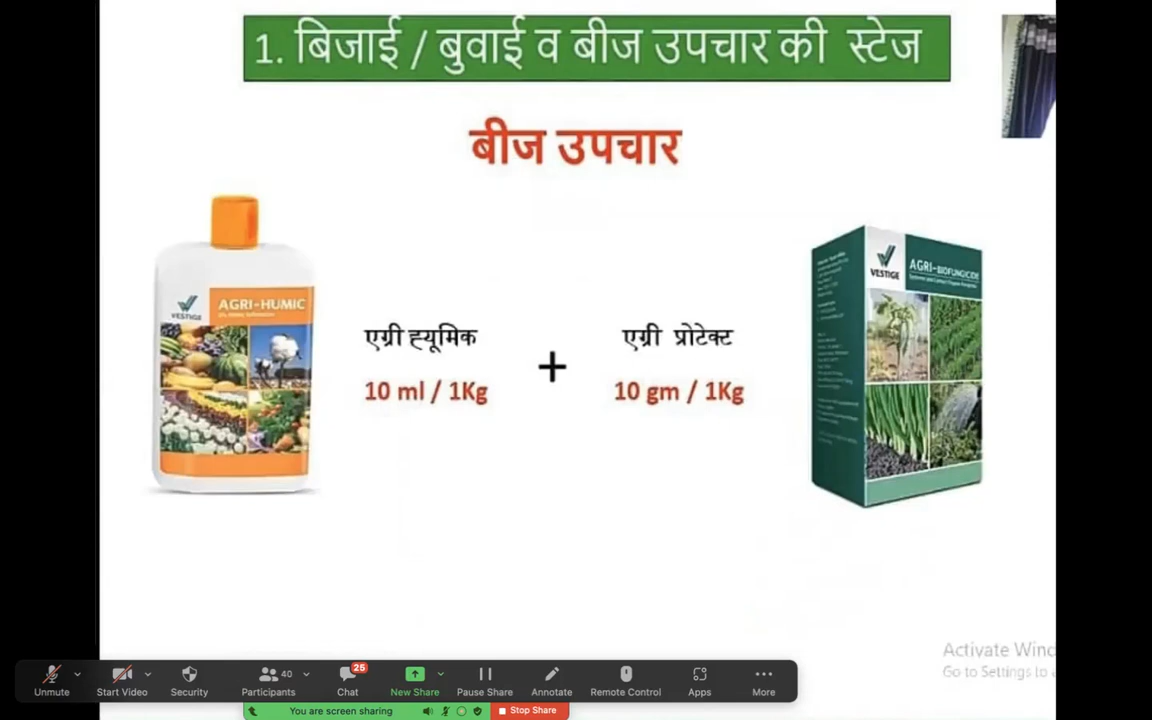 1. बिजाई / बुवाई व बीज उपचार की स्टेज
बीज उपचार
VESTIGE
AGRI-HUMIC
एग्री ह्यूमिक
10 ml / 1Kg
+
एग्री प्रोटेक्ट
10 gm / 1Kg
VESTIGE
AGRI-BIOFUNGICIDE
Activate Wind
Go to Settings to a
Unmute
Start Video
Security
40
Participants
25
Chat
New Share
Pause Share
Annotate
Remote Control
Apps
More
You are screen sharing
Stop Share